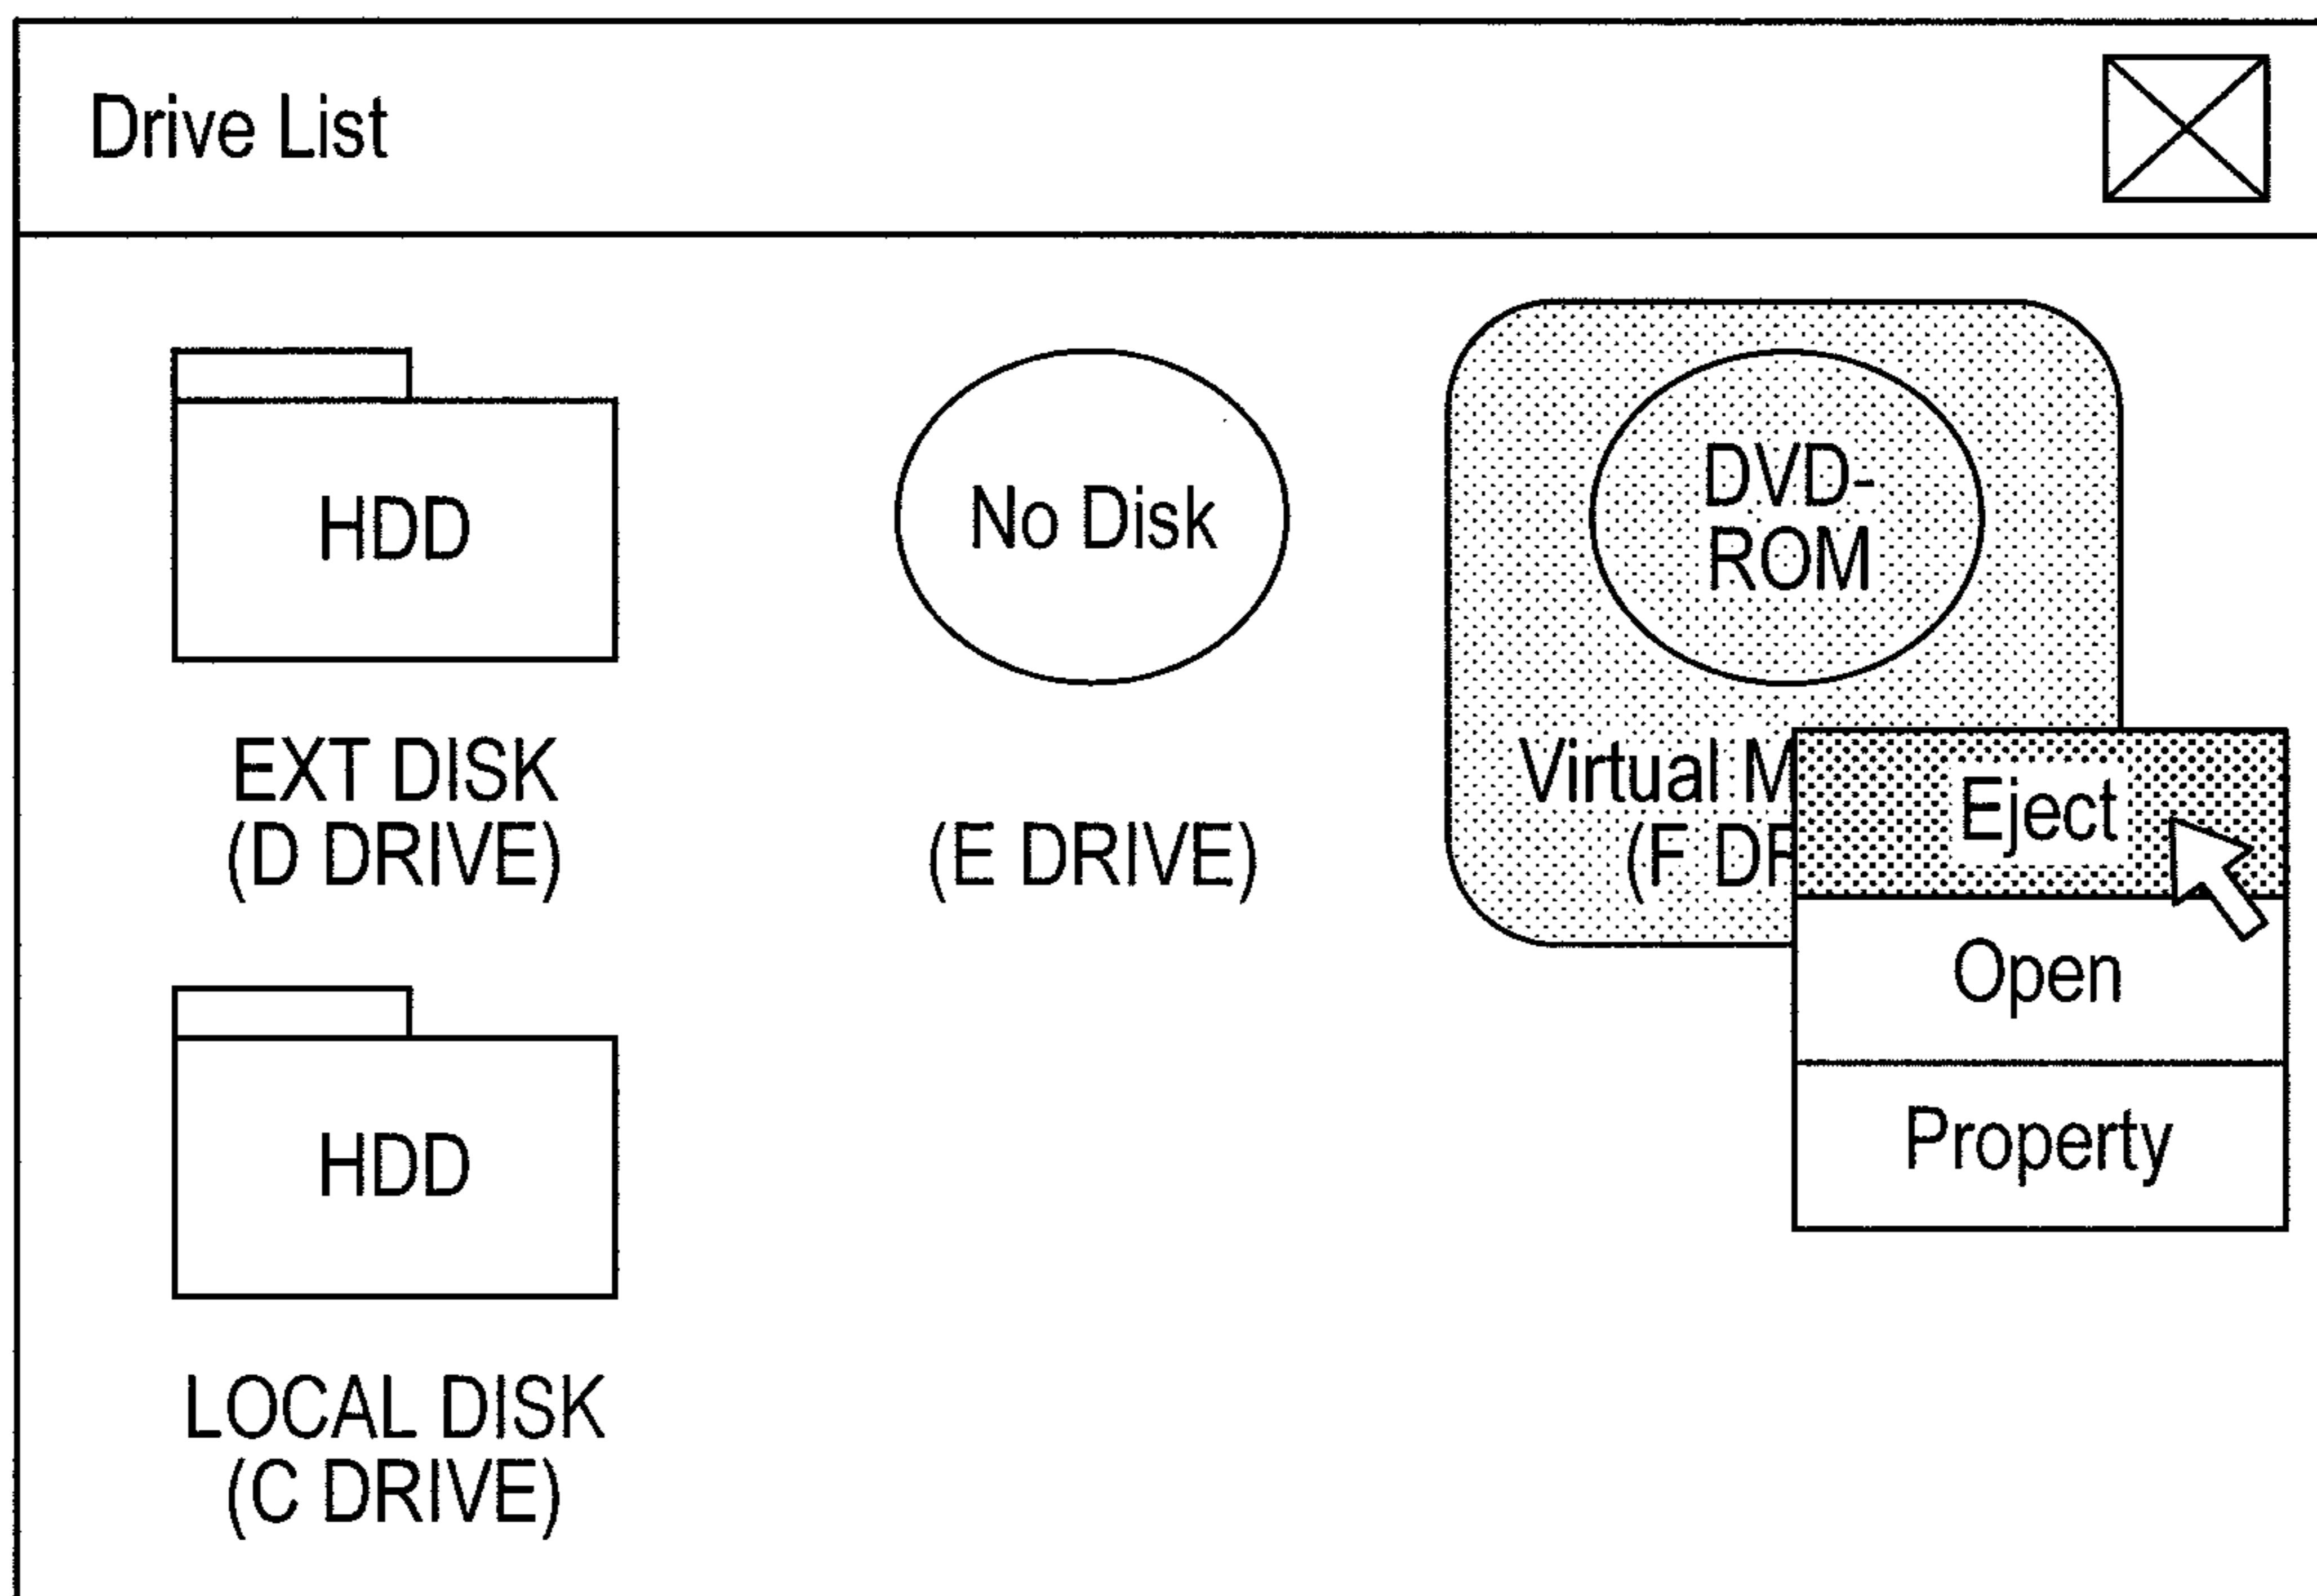 Drive List
HDD
No Disk
DVD-
ROM
EXT DISK
(D DRIVE)
(E DRIVE)
Virtual
(F
Eject
Open
Property
HDD
LOCAL DISK
(C DRIVE)